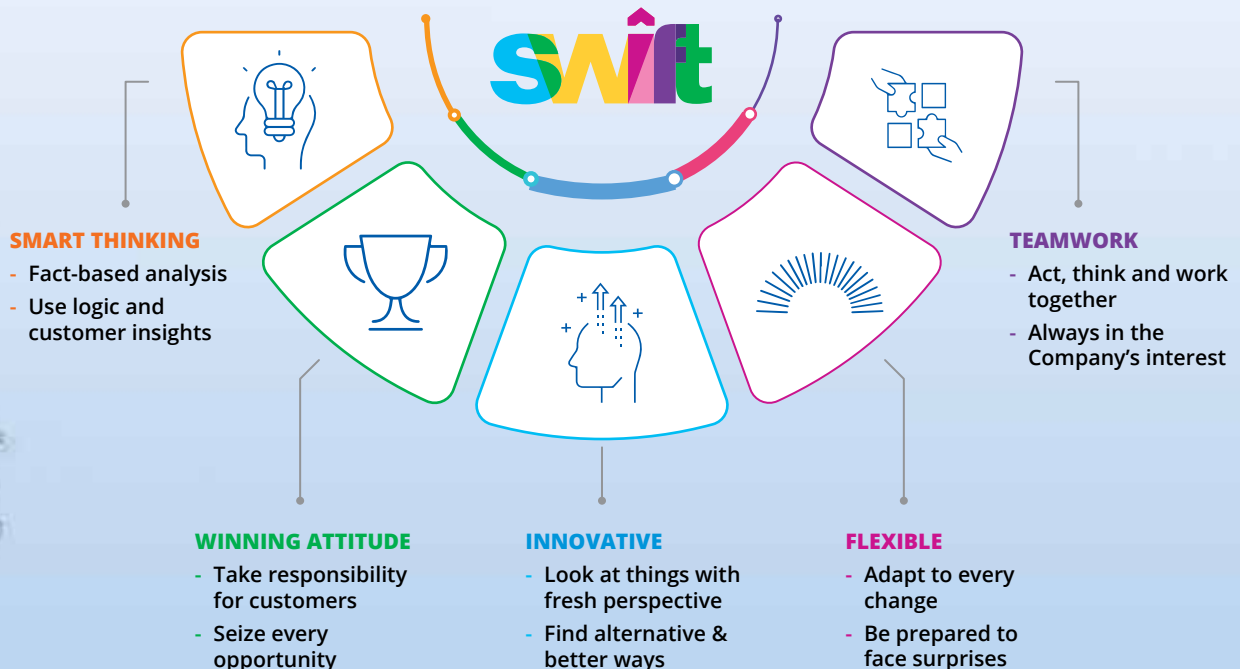 swift
SMART THINKING
- Fact-based analysis
- Use logic and
customer insights
WINNING ATTITUDE
- Take responsibility
for customers
- Seize every
opportunity
INNOVATIVE
- Look at things with
fresh perspective
- Find alternative &
better ways
FLEXIBLE
- Adapt to every
change
- Be prepared to
face surprises
TEAMWORK
- Act, think and work
together
- Always in the
Company’s interest